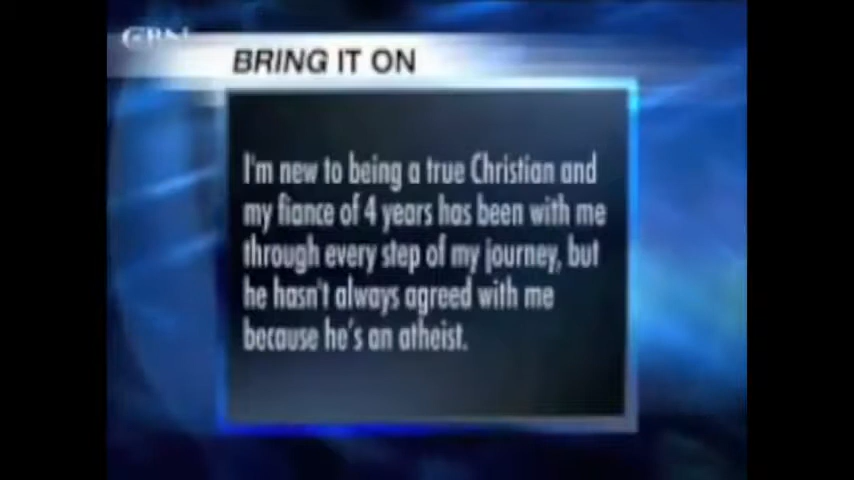 CBN
BRING IT ON
I'm new to being a true Christian and
my fiance of 4 years has been with me
through every step of my journey, but
he hasn't always agreed with me
because he's an atheist.